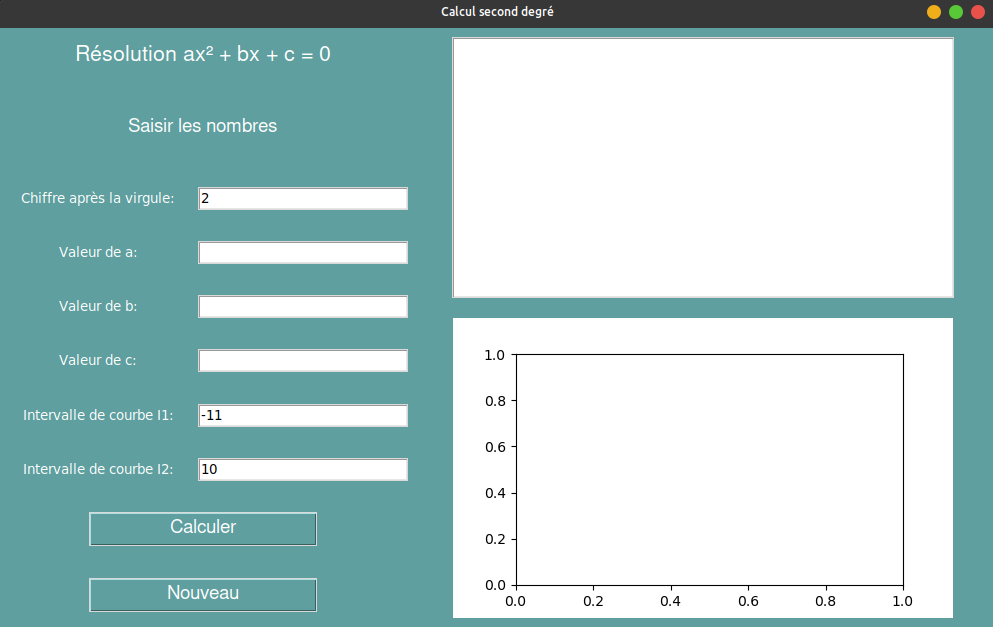 Calcul second degré
Résolution ax² + bx + c = 0
Saisir les nombres
Chiffre après la virgule: 2
Valeur de a:
Valeur de b:
Valeur de c:
Intervalle de courbe I1: -11
Intervalle de courbe I2: 10
Calculer
Nouveau
1.0
0.8
0.6
0.4
0.2
0.0
0.0 0.2 0.4 0.6 0.8 1.0